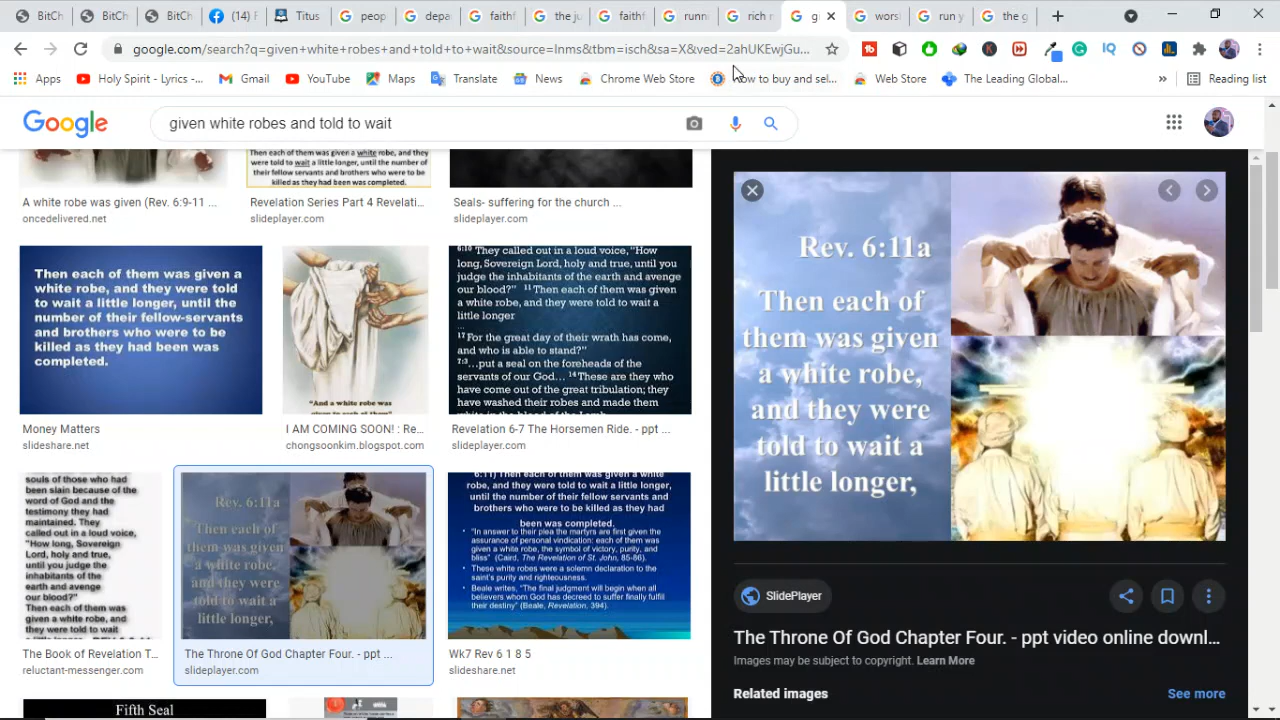 BitCh
BitCh
BitCh
(14) F
Titus
peopl
depa
faith
the ju
faithf
runni
rich r
gi
wors
run y
the g
google.com/search?q=given+white+robes+and+told+to+wait&source=lnms&tbm=isch&sa=X&ved=2ahUKEwjGu...
Apps
Holy Spirit - Lyrics -...
Gmail
YouTube
Maps
Translate
News
Chrome Web Store
How to buy and sel...
Web Store
The Leading Global...
»
Reading list
Google
given white robes and told to wait
them were given a white robe, and they
were told to wait a little longer, until the number of
their fellow servants and brothers who were to be
killed as they had been was completed.
A white robe was given (Rev. 6:9-11 ...
oncedelivered.net
Revelation Series Part 4 Revelati...
slideplayer.com
Seals- suffering for the church ...
slideplayer.com
Then each of them was given a
white robe, and they were told
to wait a little longer, until the
number of their fellow-servants
and brothers who were to be
killed as they had been was
completed.
"And a white robe was
given to each of them"
6:10 They called out in a loud voice, "How
long, Sovereign Lord, holy and true, until you
judge the inhabitants of the earth and avenge
our blood?" 11 Then each of them was given
a white robe, and they were told to wait a
little longer
...
17 For the great day of their wrath has come,
and who is able to stand?"
7:3 ...put a seal on the foreheads of the
servants of our God... 14 These are they who
have come out of the great tribulation; they
have washed their robes and made them
white in the blood of the Lamb
Money Matters
slideshare.net
I AM COMING SOON! : Re...
chongsoonkim.blogspot.com
Revelation 6-7 The Horsemen Ride. - ppt ...
slideplayer.com
souls of those who had
been slain because of the
word of God and the
testimony they had
maintained. They
called out in a loud voice,
"How long, Sovereign
Lord, holy and true,
until you judge the
inhabitants of the
earth and avenge
our blood?"
Then each of them was
given a white robe, and
they were told to wait
Rev. 6:11a
Then each of
them was given
a white robe,
and they were
told to wait a
little longer,
6:11) Then each of them was given a white
robe, and they were told to wait a little longer,
until the number of their fellow servants and
brothers who were to be killed as they had
been was completed.
• "In answer to their plea the martyrs are first given the
assurance of personal vindication: each of them was
given a white robe, the symbol of victory, purity, and
bliss" (Caird, The Revelation of St. John, 85-86).
• These white robes were a solemn declaration to the
saint's purity and righteousness.
• Beale writes, "The final judgment will begin when all
believers whom God has decreed to suffer finally fulfill
their destiny" (Beale, Revelation, 394).
The Book of Revelation T...
reluctant-messenger.com
The Throne Of God Chapter Four. - ppt ...
slideplayer.com
Wk7 Rev 6 1 8 5
slideshare.net
Fifth Seal
Rev. 6:11a
Then each of
them was given
a white robe,
and they were
told to wait a
little longer,
SlidePlayer
The Throne Of God Chapter Four. - ppt video online downl...
Images may be subject to copyright. Learn More
Related images
See more